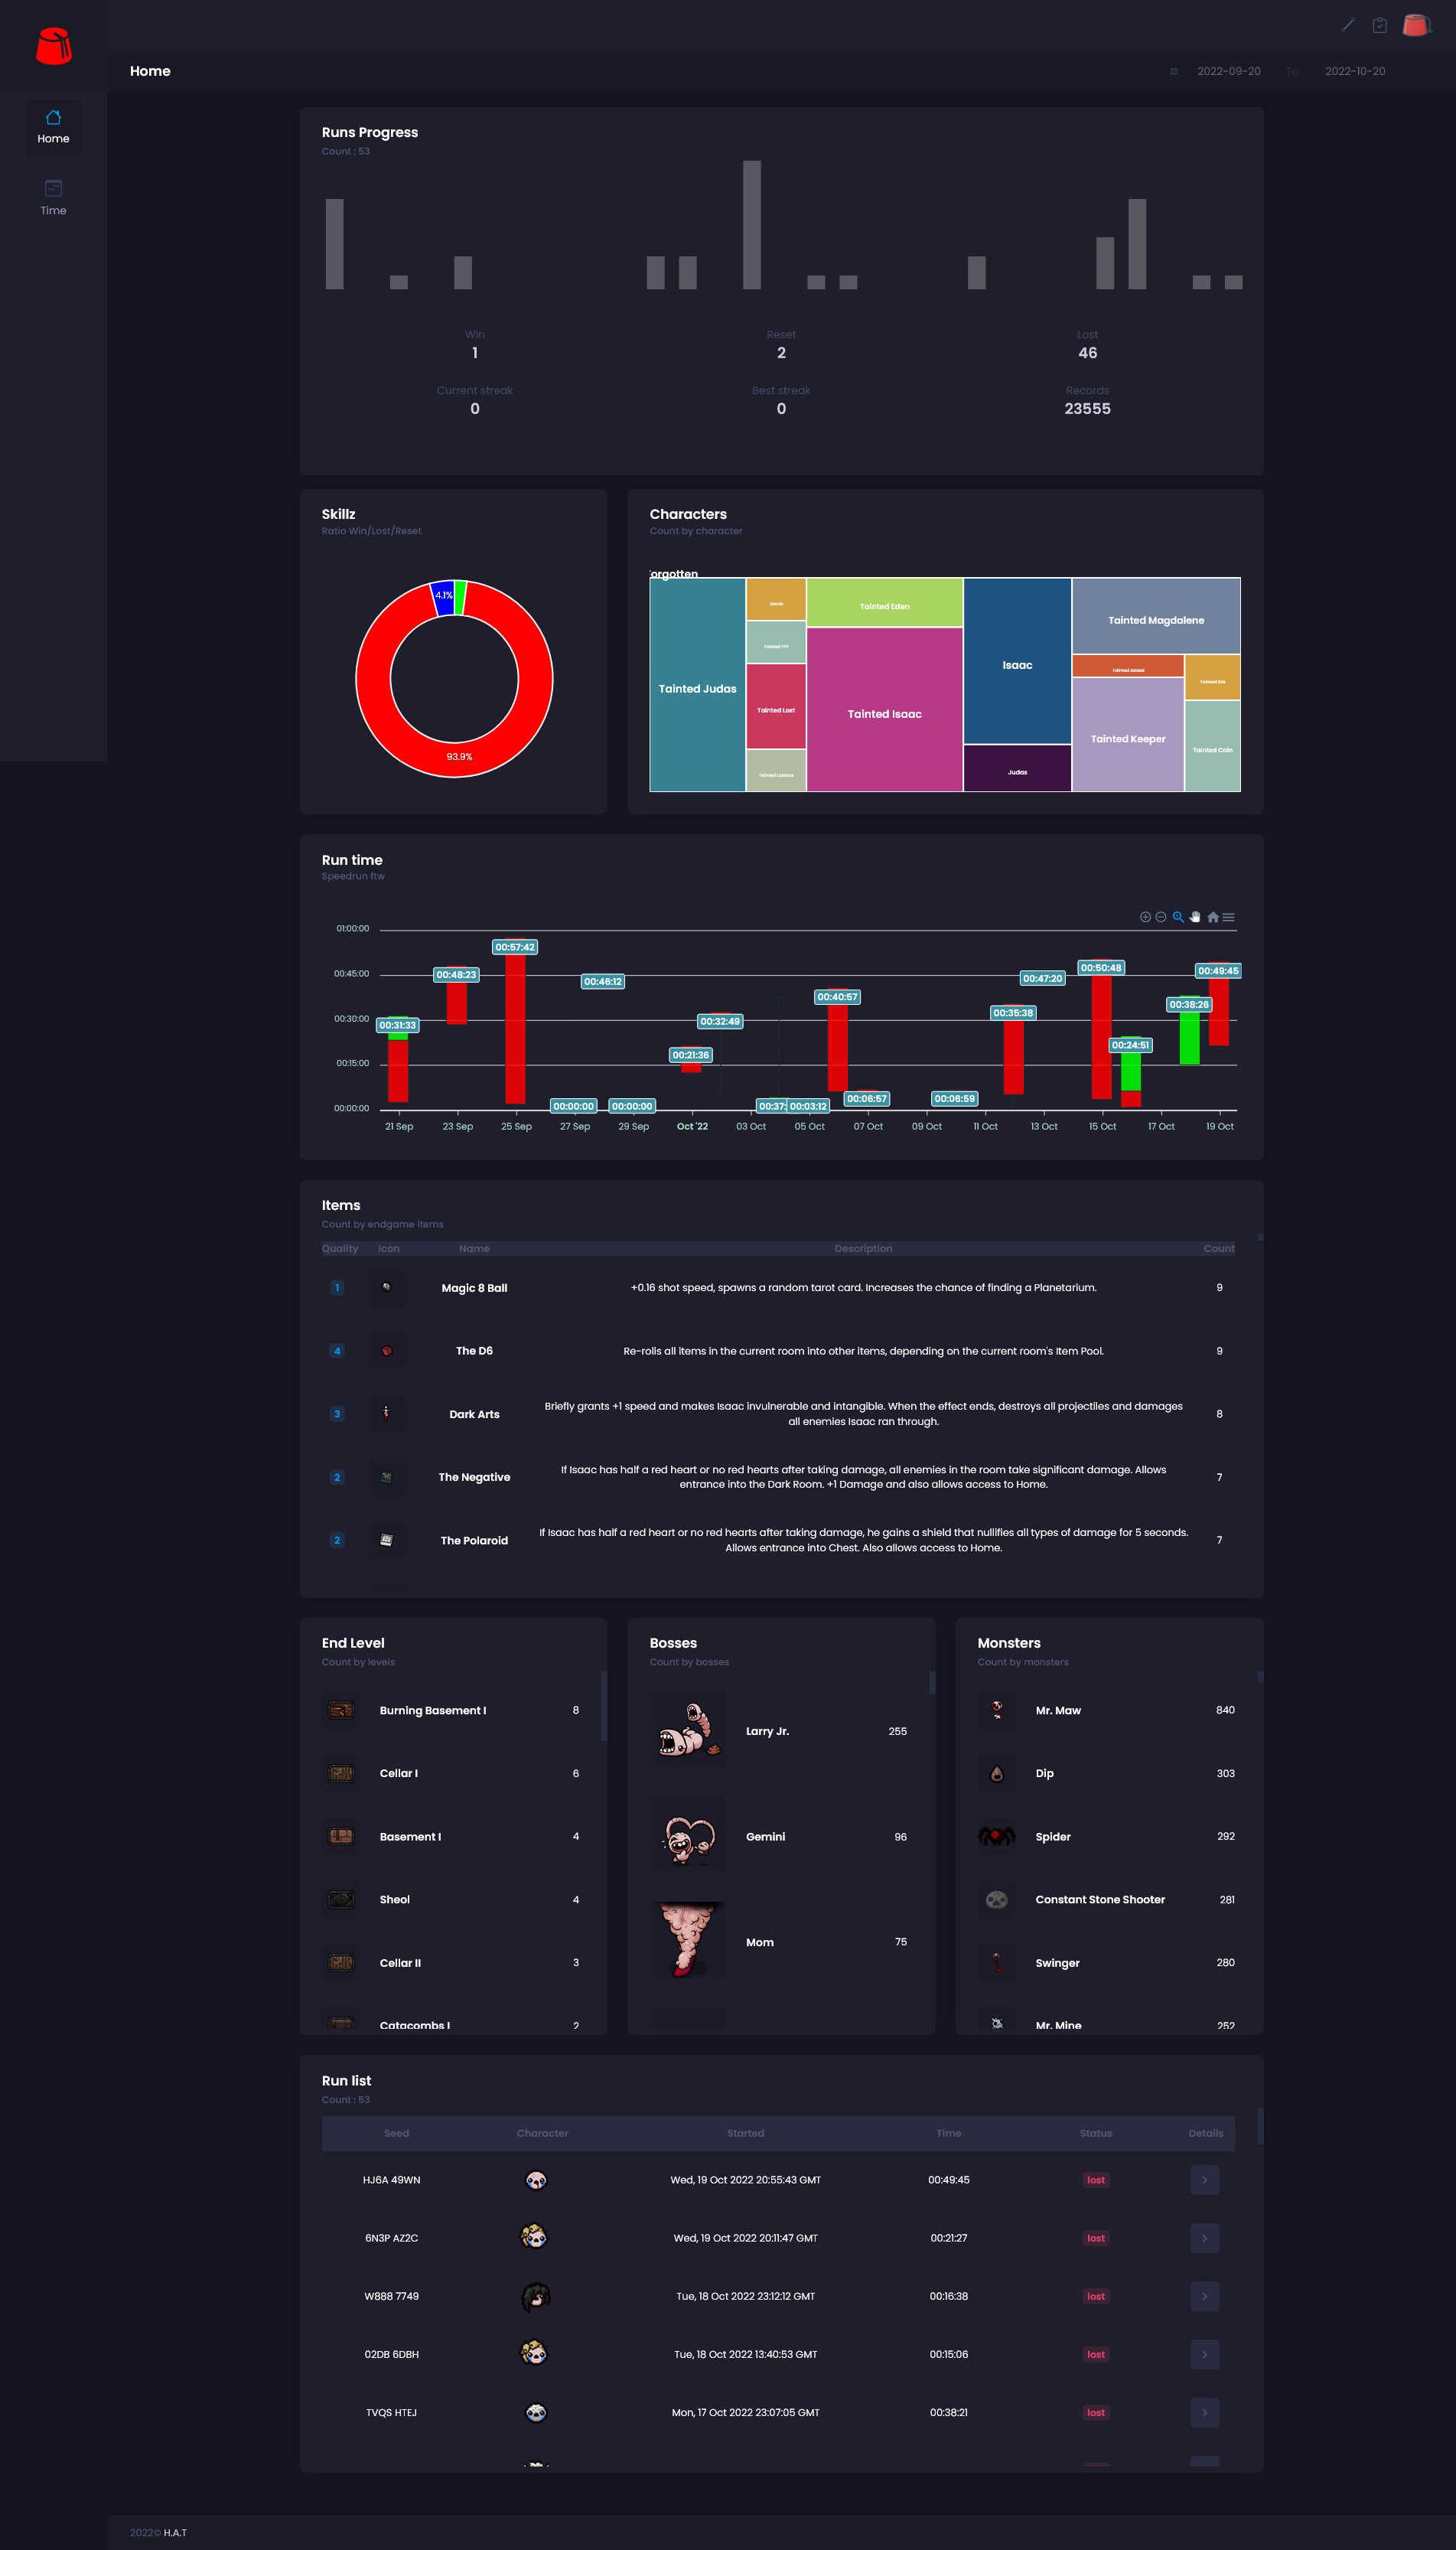 Home
2022-09-20 To 2022-10-20
Home
Time
Runs Progress
Count : 53
Win
1
Reset
2
Lost
46
Current streak
0
Best streak
0
Records
23555
Skillz
Ratio Win/Lost/Reset
4.1%
93.9%
Characters
Count by character
orgotten
Tainted Judas
Tainted ???
Tainted Lost
Tainted Lazarus
Tainted Eden
Tainted Isaac
Isaac
Judas
Tainted Magdalene
Tainted Azazel
Tainted Keeper
Tainted Eve
Tainted Cain
Run time
Speedrun ftw
01:00:00
00:45:00
00:30:00
00:15:00
00:00:00
00:31:33
00:48:23
00:57:42
00:00:00
00:46:12
00:00:00
00:21:36
00:32:49
00:37:
00:03:12
00:40:57
00:06:57
00:06:59
00:35:38
00:47:20
00:50:48
00:24:51
00:38:26
00:49:45
21 Sep 23 Sep 25 Sep 27 Sep 29 Sep Oct '22 03 Oct 05 Oct 07 Oct 09 Oct 11 Oct 13 Oct 15 Oct 17 Oct 19 Oct
Items
Count by endgame items
Quality Icon Name Description Count
1 Magic 8 Ball +0.16 shot speed, spawns a random tarot card. Increases the chance of finding a Planetarium. 9
4 The D6 Re-rolls all items in the current room into other items, depending on the current room's Item Pool. 9
3 Dark Arts Briefly grants +1 speed and makes Isaac invulnerable and intangible. When the effect ends, destroys all projectiles and damages 8
all enemies Isaac ran through.
2 The Negative If Isaac has half a red heart or no red hearts after taking damage, all enemies in the room take significant damage. Allows 7
entrance into the Dark Room. +1 Damage and also allows access to Home.
2 The Polaroid If Isaac has half a red heart or no red hearts after taking damage, he gains a shield that nullifies all types of damage for 5 seconds. 7
Allows entrance into Chest. Also allows access to Home.
End Level
Count by levels
Burning Basement I 8
Cellar I 6
Basement I 4
Sheol 4
Cellar II 3
Catacombs I 2
Bosses
Count by bosses
Larry Jr. 255
Gemini 96
Mom 75
Monsters
Count by monsters
Mr. Maw 840
Dip 303
Spider 292
Constant Stone Shooter 281
Swinger 280
Mr. Mine 252
Run list
Count : 53
Seed Character Started Time Status Details
HJ6A 49WN Wed, 19 Oct 2022 20:55:43 GMT 00:49:45 lost
6N3P AZ2C Wed, 19 Oct 2022 20:11:47 GMT 00:21:27 lost
W888 7749 Tue, 18 Oct 2022 23:12:12 GMT 00:16:38 lost
02DB 6DBH Tue, 18 Oct 2022 13:40:53 GMT 00:15:06 lost
TVQS HTEJ Mon, 17 Oct 2022 23:07:05 GMT 00:38:21 lost
2022© H.A.T